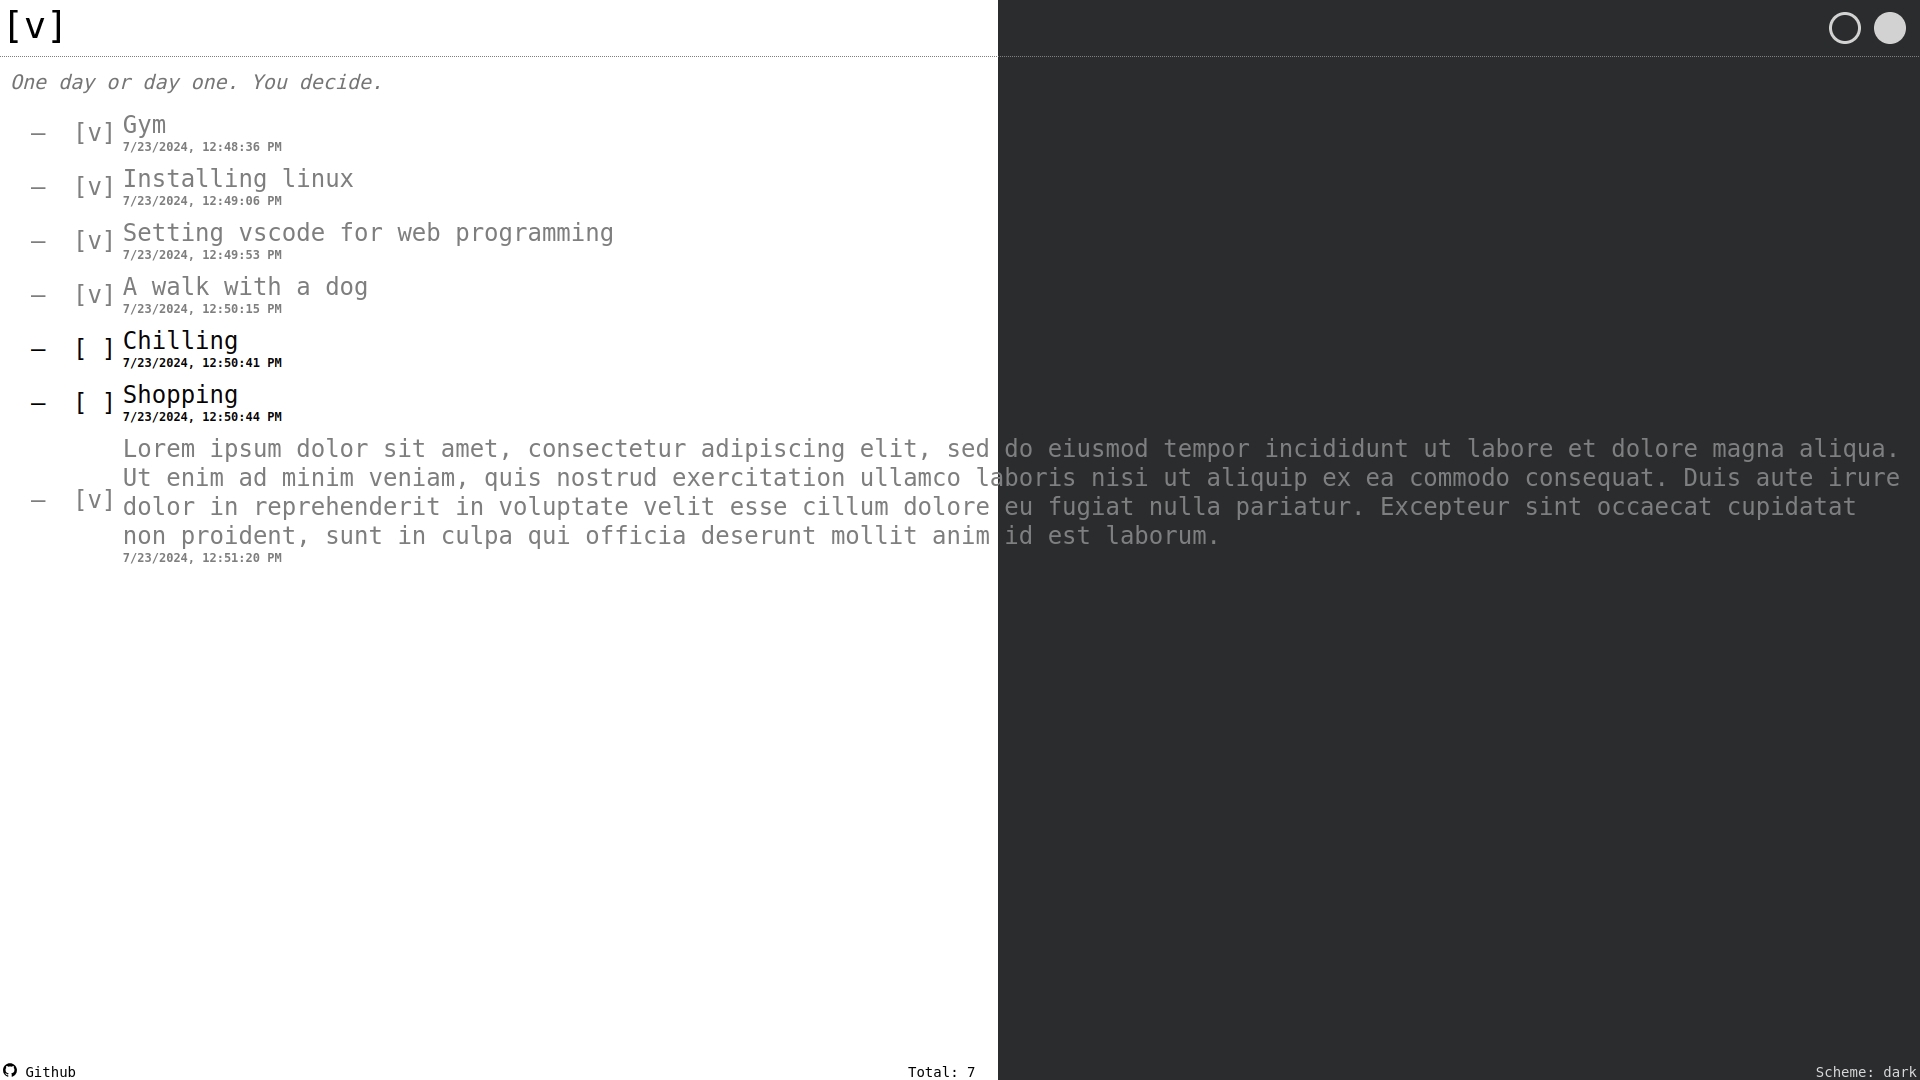 [v]
One day or day one. You decide.
– [v] Gym
7/23/2024, 12:48:36 PM
– [v] Installing linux
7/23/2024, 12:49:06 PM
– [v] Setting vscode for web programming
7/23/2024, 12:49:53 PM
– [v] A walk with a dog
7/23/2024, 12:50:15 PM
– [ ] Chilling
7/23/2024, 12:50:41 PM
– [ ] Shopping
7/23/2024, 12:50:44 PM
Lorem ipsum dolor sit amet, consectetur adipiscing elit, sed do eiusmod tempor incididunt ut labore et dolore magna aliqua.
Ut enim ad minim veniam, quis nostrud exercitation ullamco laboris nisi ut aliquip ex ea commodo consequat. Duis aute irure
– [v] dolor in reprehenderit in voluptate velit esse cillum dolore eu fugiat nulla pariatur. Excepteur sint occaecat cupidatat
non proident, sunt in culpa qui officia deserunt mollit anim id est laborum.
7/23/2024, 12:51:20 PM
Github
Total: 7
Scheme: dark